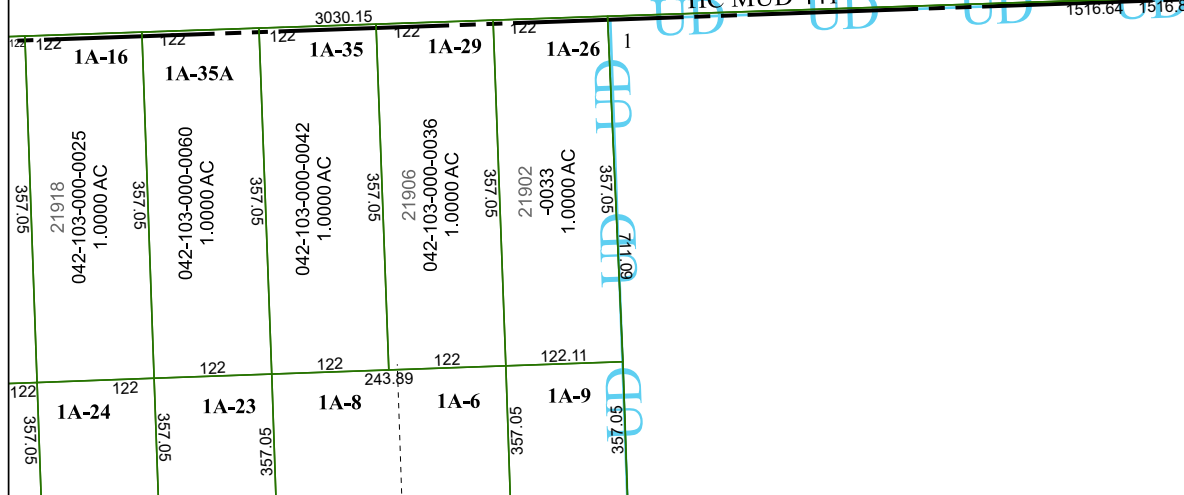 3030.15
UD
UD
UD
UD
1516.64
1516.8
122
122
122
122
122
122
1A-16
1A-35A
1A-35
1A-29
1A-26
1
UD
357.05
21918
042-103-000-0025
1.0000 AC
357.05
042-103-000-0060
1.0000 AC
042-103-000-0042
1.0000 AC
357.05
21906
042-103-000-0036
1.0000 AC
357.05
21902
-0033
1.0000 AC
357.05
711.09
UD
122
122
122
122
122
122.11
243.89
1A-24
1A-23
1A-8
1A-6
1A-9
UD
357.05
357.05
357.05
357.05
357.05